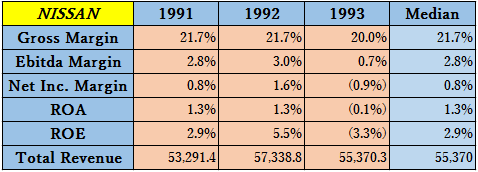 NISSAN 1991 1992 1993 Median
Gross Margin 21.7% 21.7% 20.0% 21.7%
Ebitda Margin 2.8% 3.0% 0.7% 2.8%
Net Inc. Margin 0.8% 1.6% (0.9%) 0.8%
ROA 1.3% 1.3% (0.1%) 1.3%
ROE 2.9% 5.5% (3.3%) 2.9%
Total Revenue 53,291.4 57,338.8 55,370.3 55,370